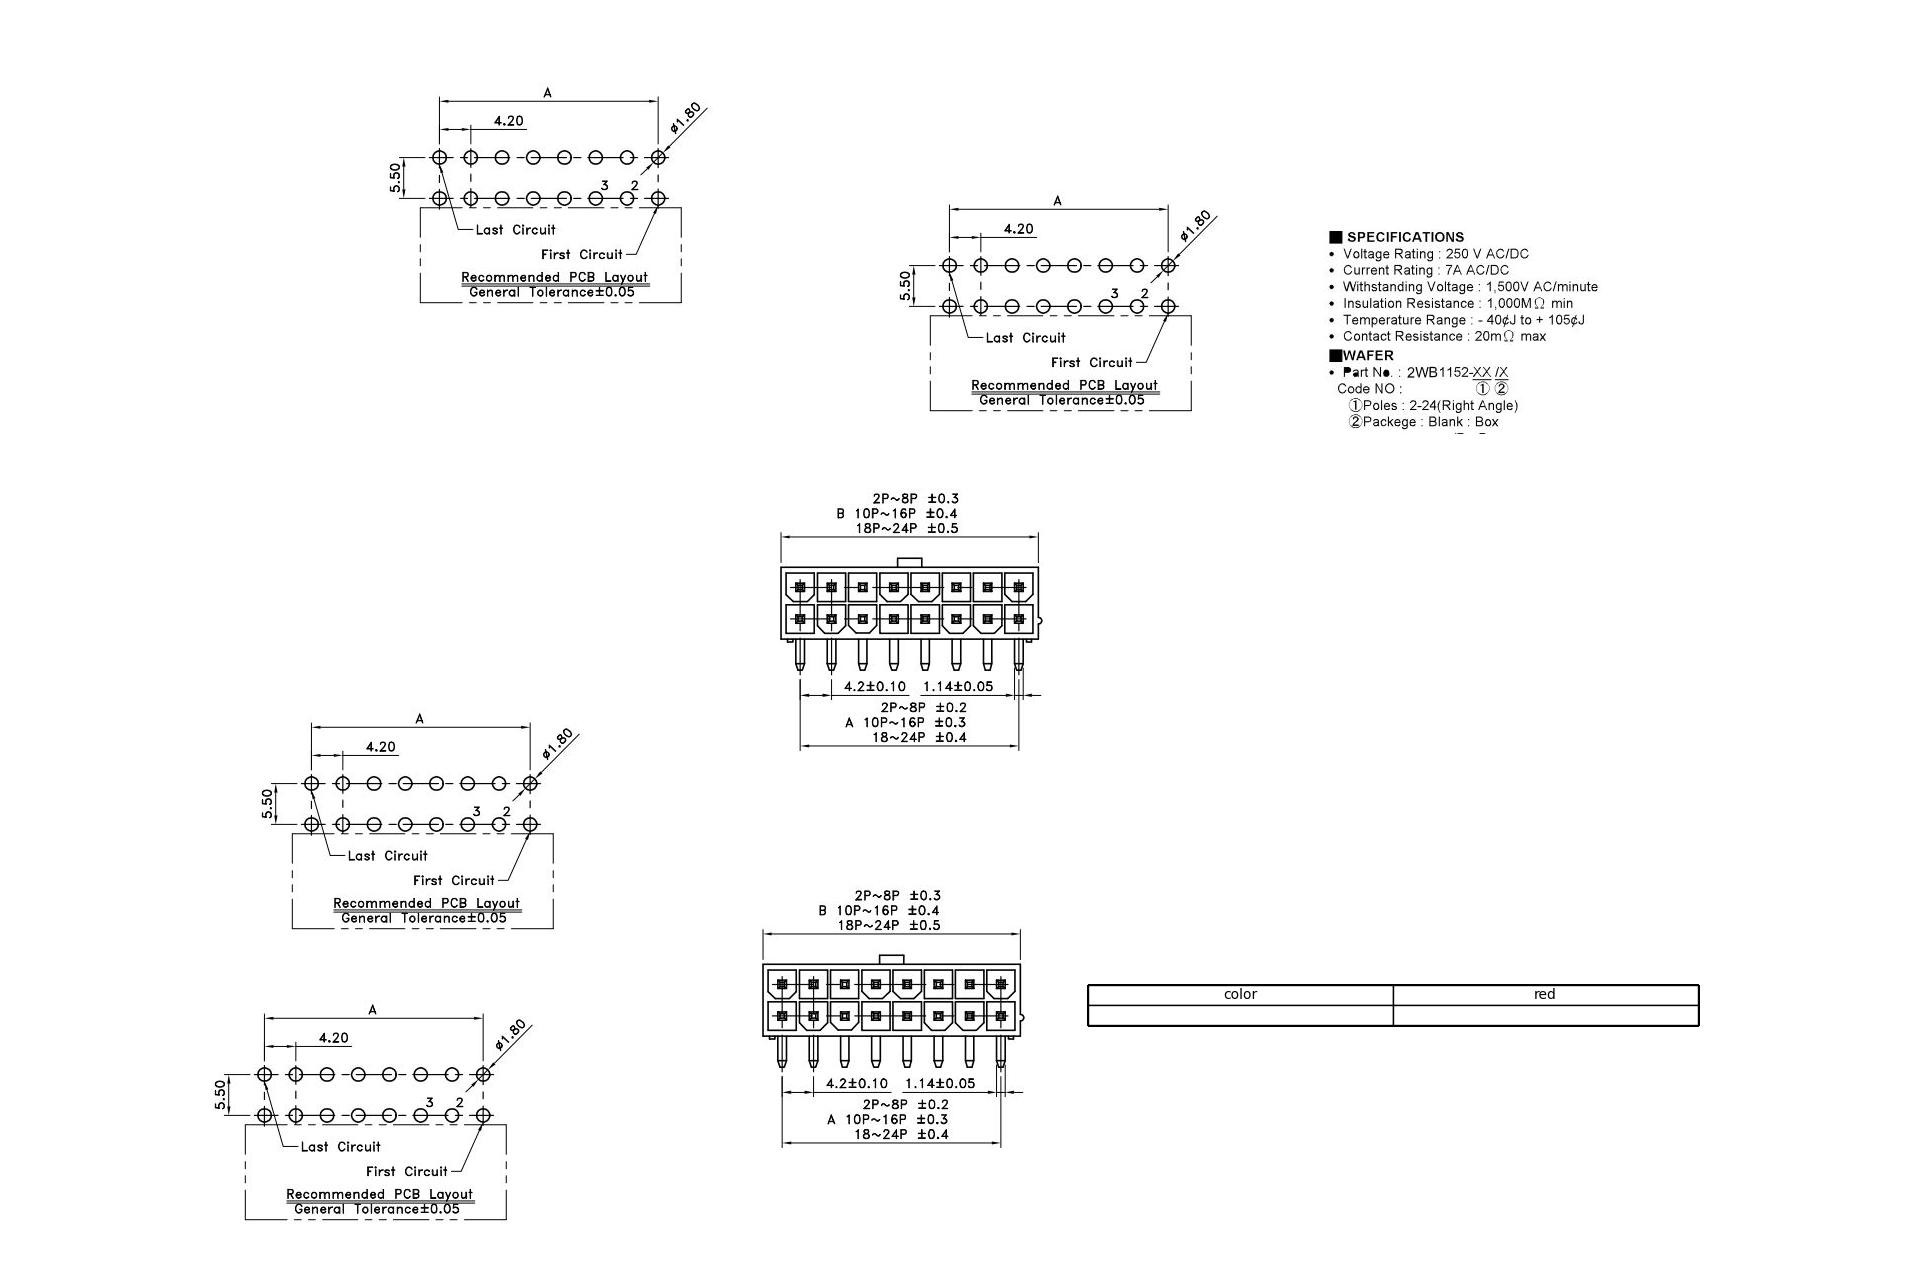 A
4.20
ø1.80
5.50
3 2
Last Circuit
First Circuit
Recommended PCB Layout
General Tolerance±0.05
A
4.20
ø1.80
5.50
3 2
Last Circuit
First Circuit
Recommended PCB Layout
General Tolerance±0.05
■ SPECIFICATIONS
• Voltage Rating : 250 V AC/DC
• Current Rating : 7A AC/DC
• Withstanding Voltage : 1,500V AC/minute
• Insulation Resistance : 1,000MΩ min
• Temperature Range : - 40¢J to + 105¢J
• Contact Resistance : 20mΩ max
■WAFER
• Part No. : 2WB1152-XX /X
Code NO : ① ②
①Poles : 2-24(Right Angle)
②Packege : Blank : Box
2P~8P ±0.3
B 10P~16P ±0.4
18P~24P ±0.5
4.2±0.10 1.14±0.05
2P~8P ±0.2
A 10P~16P ±0.3
18~24P ±0.4
A
4.20
ø1.80
5.50
3 2
Last Circuit
First Circuit
Recommended PCB Layout
General Tolerance±0.05
2P~8P ±0.3
B 10P~16P ±0.4
18P~24P ±0.5
4.2±0.10 1.14±0.05
2P~8P ±0.2
A 10P~16P ±0.3
18~24P ±0.4
color red
A
4.20
ø1.80
5.50
3 2
Last Circuit
First Circuit
Recommended PCB Layout
General Tolerance±0.05